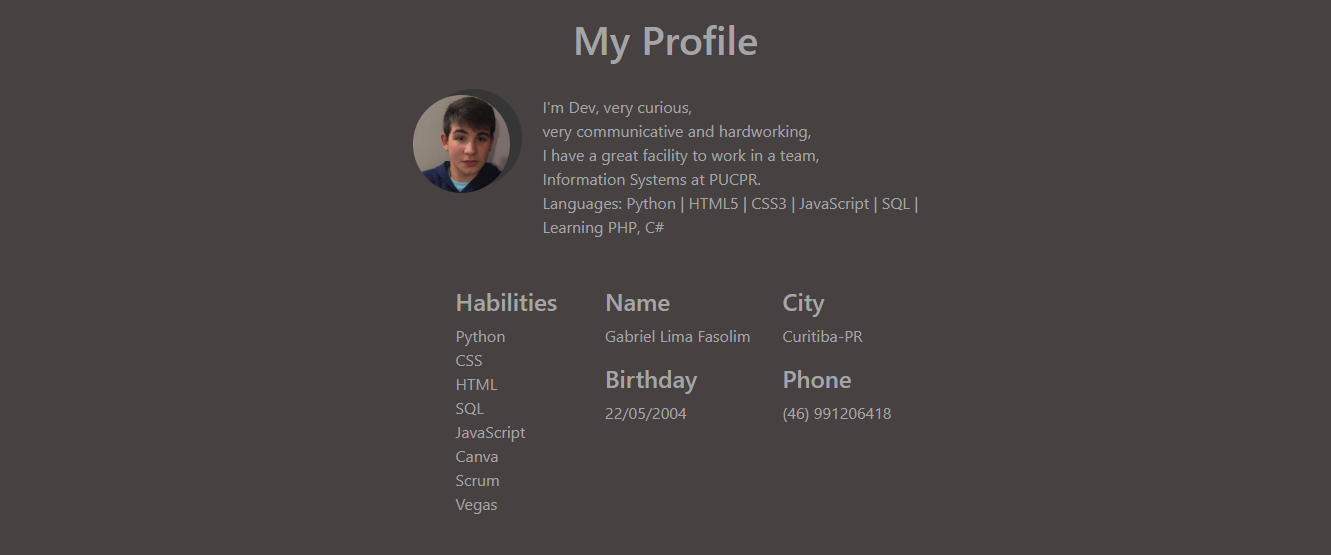 My Profile
I'm Dev, very curious,
very communicative and hardworking,
I have a great facility to work in a team,
Information Systems at PUCPR.
Languages: Python | HTML5 | CSS3 | JavaScript | SQL |
Learning PHP, C#
Habilities
Python
CSS
HTML
SQL
JavaScript
Canva
Scrum
Vegas
Name
Gabriel Lima Fasolim
Birthday
22/05/2004
City
Curitiba-PR
Phone
(46) 991206418